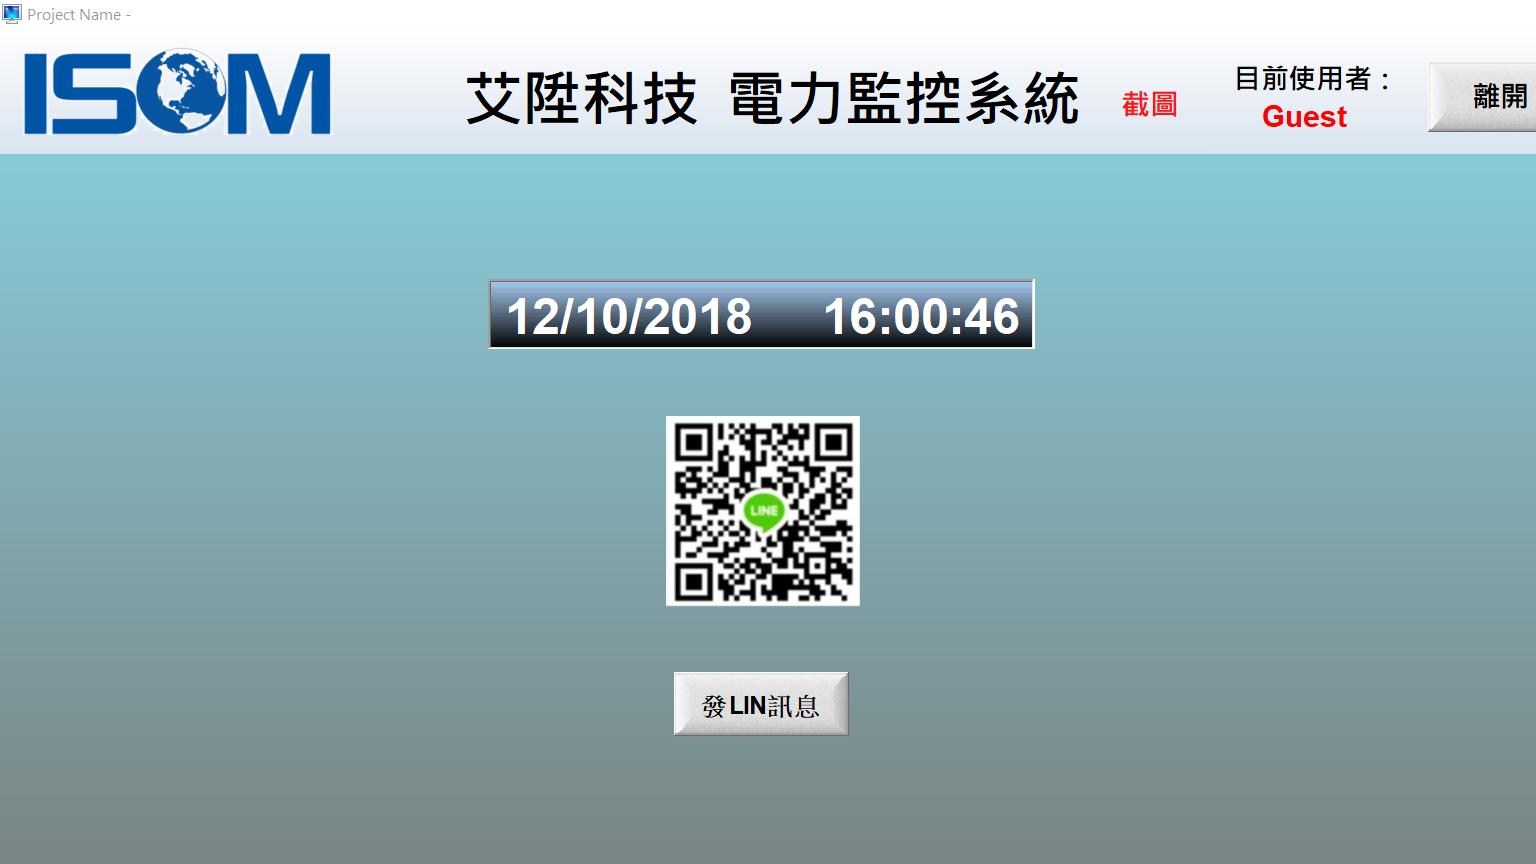 Project Name -
ISOM
艾陞科技 電力監控系統
截圖
目前使用者：
Guest
離開
12/10/2018 16:00:46
LINE
發LIN訊息